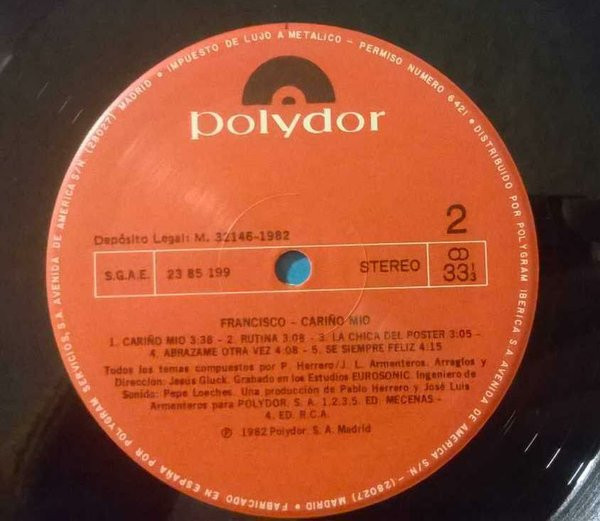 IMPUESTO DE LUJO A METALICO - PERMISO NUMERO 6421 - DISTRIBUIDO POR POLYGRAM IBERICA S.A AVENIDA DE AMERICA S/N. - (28027) MADRID - FABRICADO EN ESPAÑA POR POLYGRAM SERVICIOS, S.A. AVENIDA DE AMERICA S/N. (28027) MADRID -
polydor
2
Depósito Legal: M. 32146-1982
S.G.A.E. 23 85 199 STEREO 33 1/3
FRANCISCO - CARIÑO MIO
1. CARIÑO MIO 3:38 - 2. RUTINA 3:08 - 3. LA CHICA DEL POSTER 3:05 -
4. ABRAZAME OTRA VEZ 4:08 - 5. SE SIEMPRE FELIZ 4:15
Todos los temas compuestos por P. Herrero/J. L. Armenteros. Arreglos y
Dirección: Jesús Gluck. Grabado en los Estudios EUROSONIC. Ingeniero de
Sonido: Pepe Loeches. Una producción de Pablo Herrero y José Luis
Armenteros para POLYDOR, S. A. 1,2,3,5. ED. MECENAS -
4. ED. R.C.A.
℗ 1982 Polydor S. A. Madrid